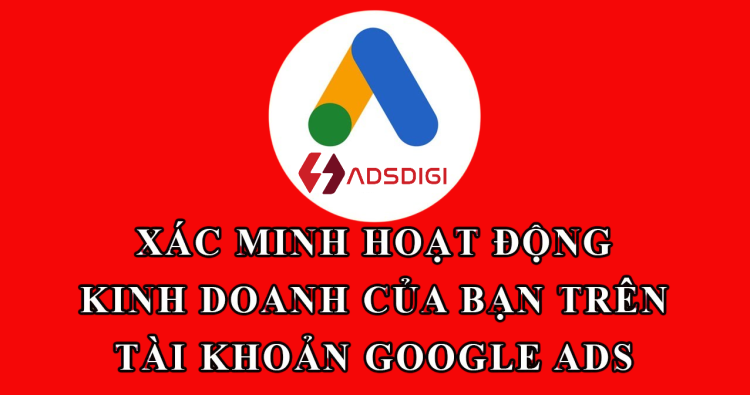 ADSDIGI
XÁC MINH HOẠT ĐỘNG
KINH DOANH CỦA BẠN TRÊN
TÀI KHOẢN GOOGLE ADS